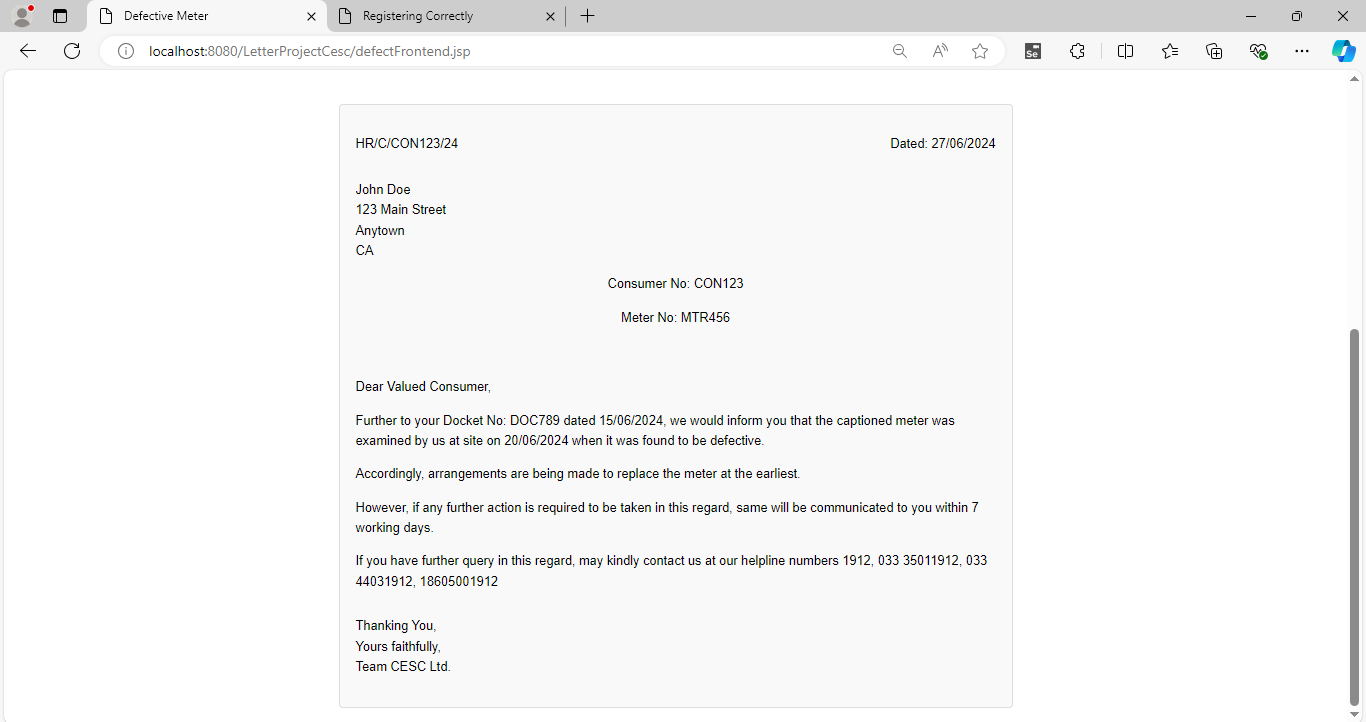 Defective Meter
Registering Correctly
localhost:8080/LetterProjectCesc/defectFrontend.jsp
Se
HR/C/CON123/24 Dated: 27/06/2024
John Doe
123 Main Street
Anytown
CA
Consumer No: CON123
Meter No: MTR456
Dear Valued Consumer,
Further to your Docket No: DOC789 dated 15/06/2024, we would inform you that the captioned meter was
examined by us at site on 20/06/2024 when it was found to be defective.
Accordingly, arrangements are being made to replace the meter at the earliest.
However, if any further action is required to be taken in this regard, same will be communicated to you within 7
working days.
If you have further query in this regard, may kindly contact us at our helpline numbers 1912, 033 35011912, 033
44031912, 18605001912
Thanking You,
Yours faithfully,
Team CESC Ltd.